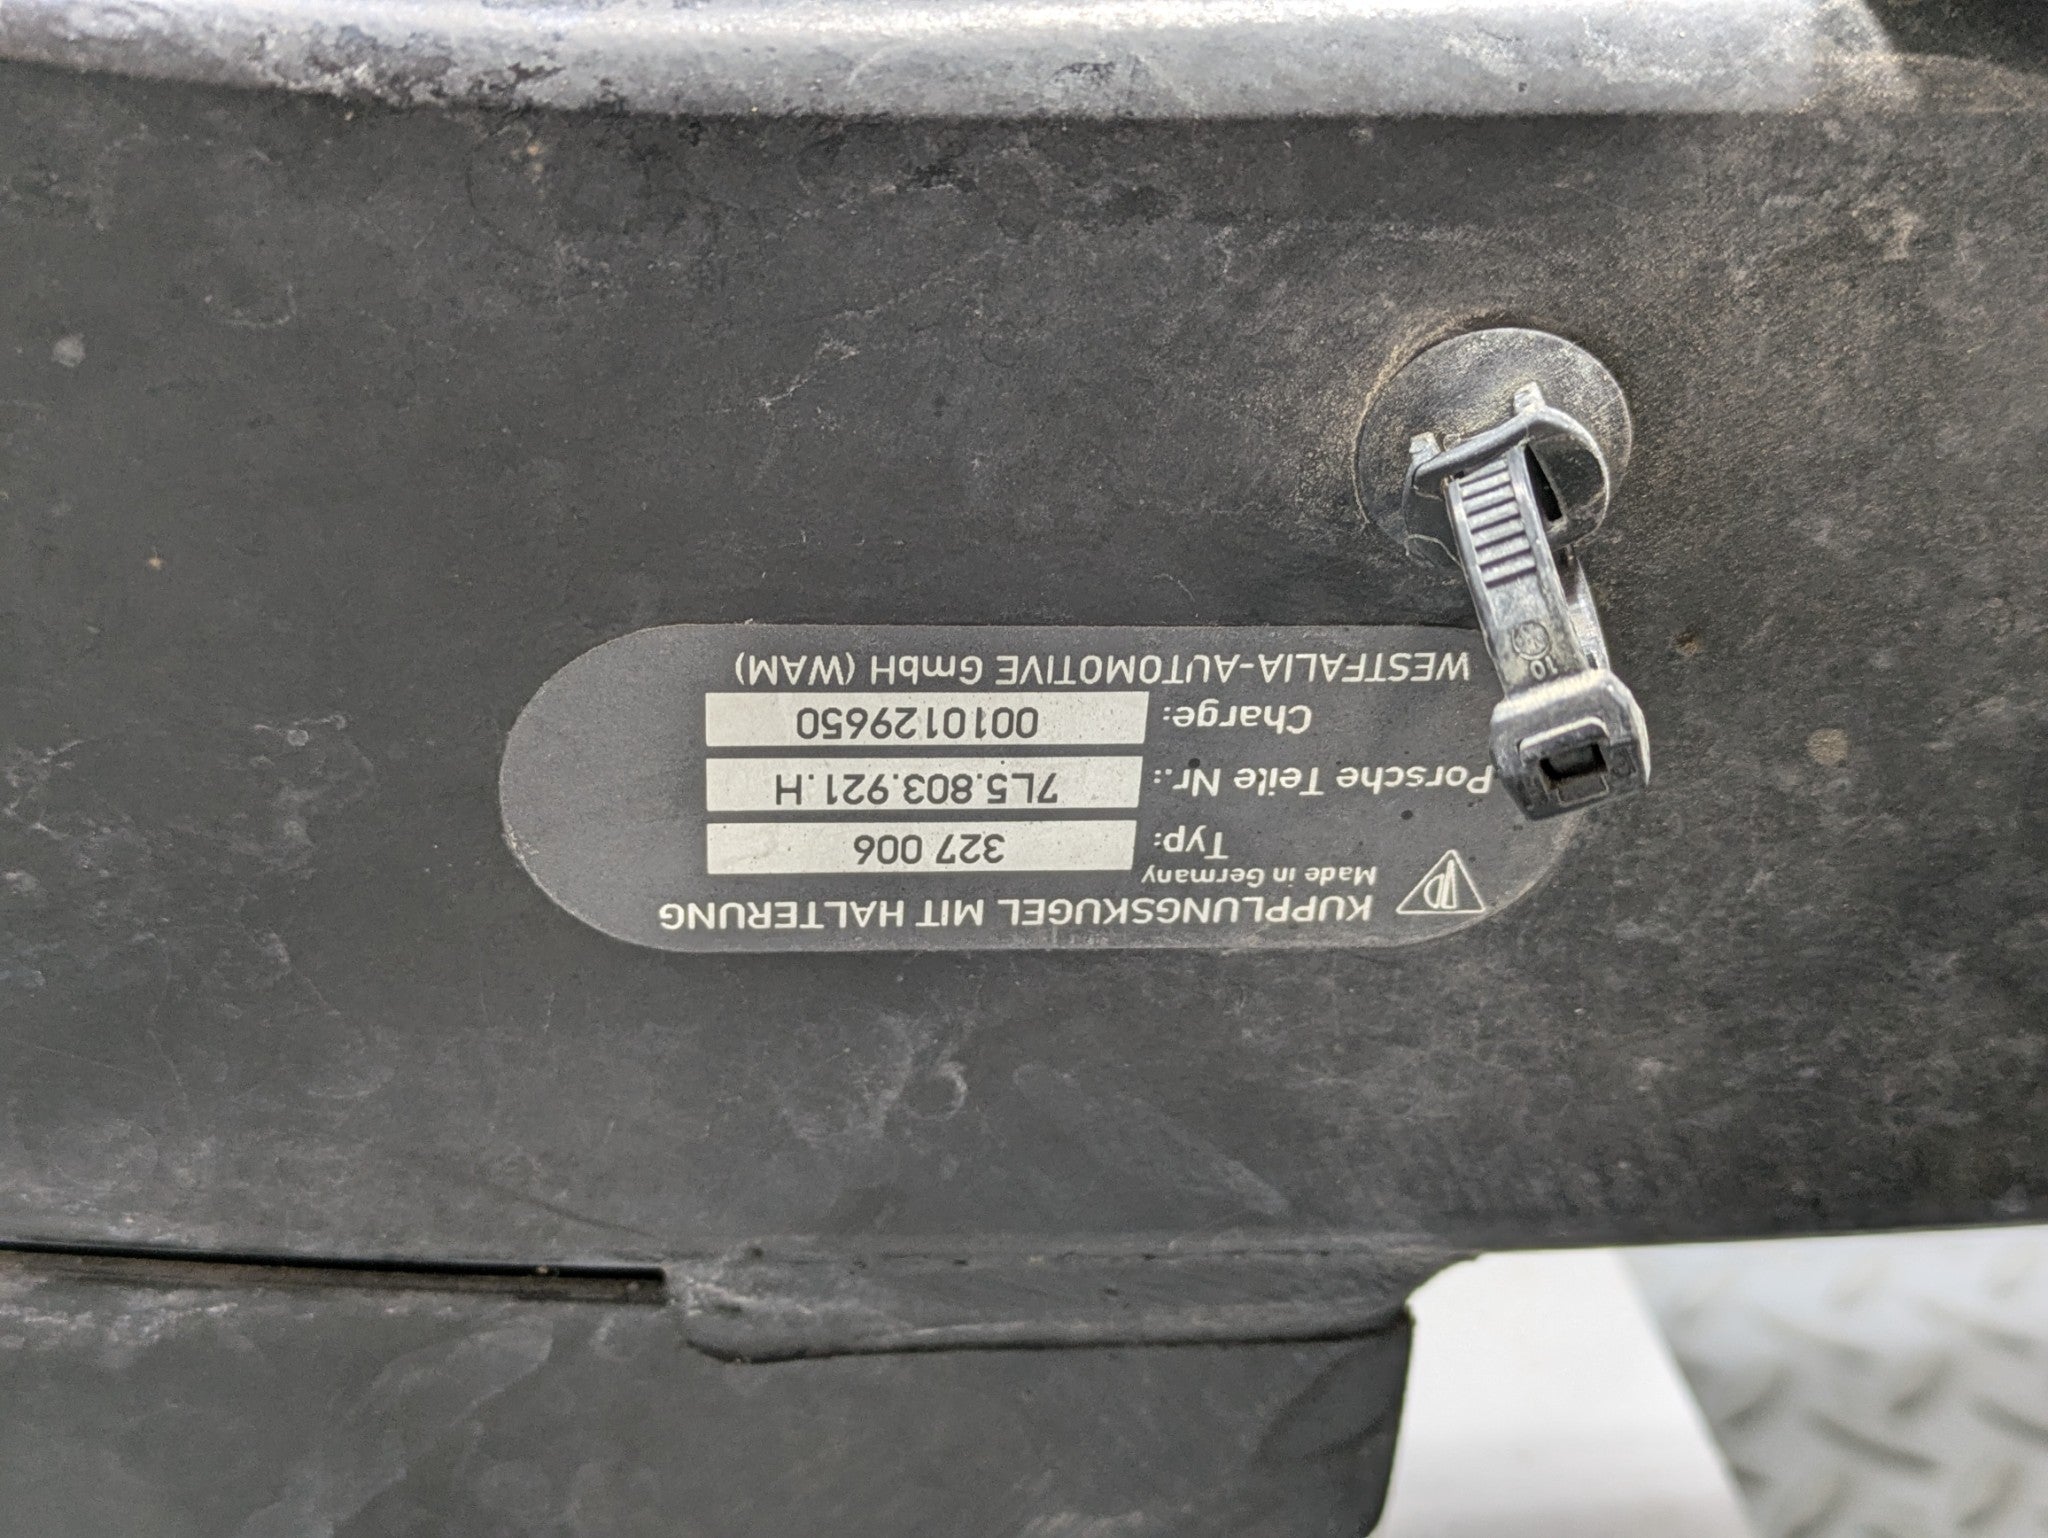 KUPPLUNGSKUGEL MIT HALTERUNG
Made in Germany
Typ: 327 006
Porsche Teile Nr.: 7L5.803.921.H
Charge: 0010129650
WESTFALIA-AUTOMOTIVE GmbH (WAM)
10